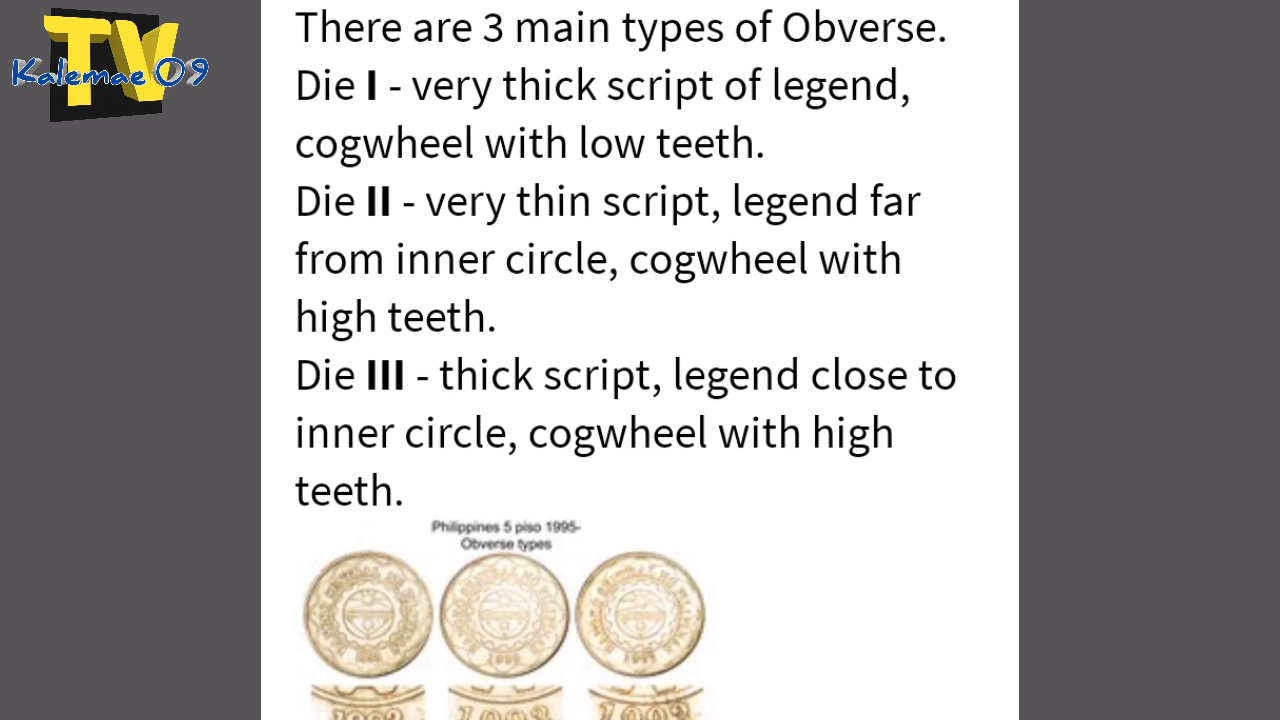 TV
Kalemae 09
There are 3 main types of Obverse.
Die I - very thick script of legend,
cogwheel with low teeth.
Die II - very thin script, legend far
from inner circle, cogwheel with
high teeth.
Die III - thick script, legend close to
inner circle, cogwheel with high
teeth.
Philippines 5 piso 1995-
Obverse types